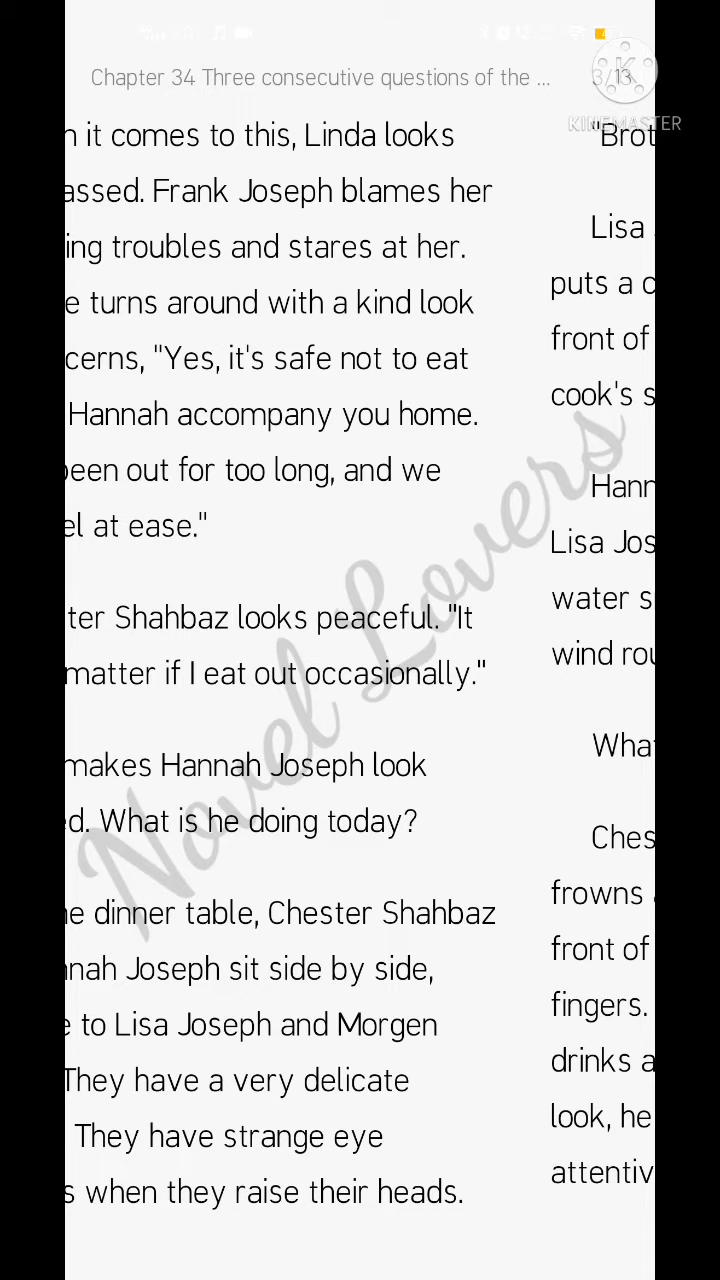 Chapter 34 Three consecutive questions of the ...
3/13
KINEMASTER
n it comes to this, Linda looks
assed. Frank Joseph blames her
ing troubles and stares at her.
e turns around with a kind look
cerns, "Yes, it's safe not to eat
Hannah accompany you home.
been out for too long, and we
el at ease."
ter Shahbaz looks peaceful. "It
matter if I eat out occasionally."
makes Hannah Joseph look
ed. What is he doing today?
he dinner table, Chester Shahbaz
nnah Joseph sit side by side,
e to Lisa Joseph and Morgen
They have a very delicate
They have strange eye
s when they raise their heads.
"Brot
Lisa
puts a c
front of
cook's s
Hann
Lisa Jos
water s
wind rou
What
Ches
frowns
front of
fingers.
drinks a
look, he
attentiv
Novel Lovers